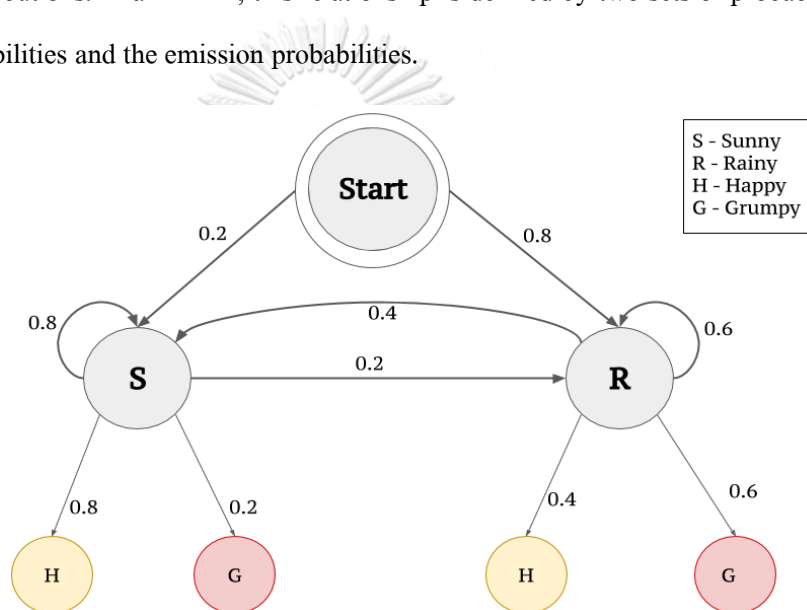 bilities and the emission probabilities.
Start
S - Sunny
R - Rainy
H - Happy
G - Grumpy
0.2
0.8
0.8
0.4
0.6
0.2
S
R
0.8
0.2
0.4
0.6
H
G
H
G